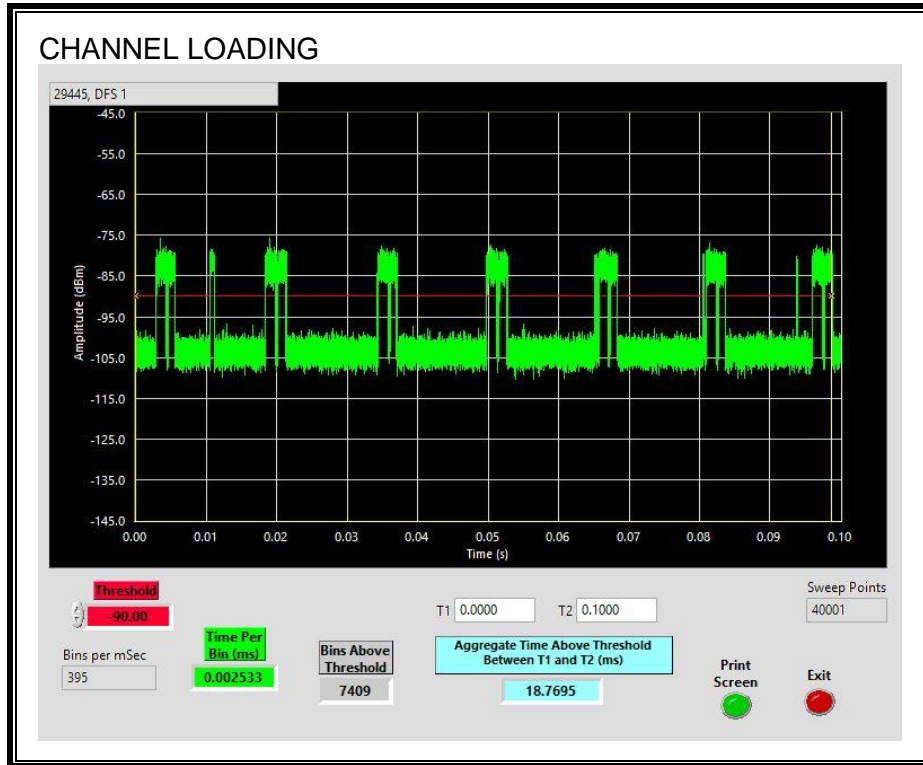 CHANNEL LOADING
29445, DFS 1
-45.0
-55.0
-65.0
-75.0
-85.0
-95.0
-105.0
-115.0
-125.0
-135.0
-145.0
Amplitude (dBm)
0.00 0.01 0.02 0.03 0.04 0.05 0.06 0.07 0.08 0.09 0.10
Time (s)
Threshold
-90.00
Bins per mSec
395
Time Per
Bin (ms)
0.002533
Bins Above
Threshold
7409
T1 0.0000 T2 0.1000
Aggregate Time Above Threshold
Between T1 and T2 (ms)
18.7695
Sweep Points
40001
Print
Screen
Exit